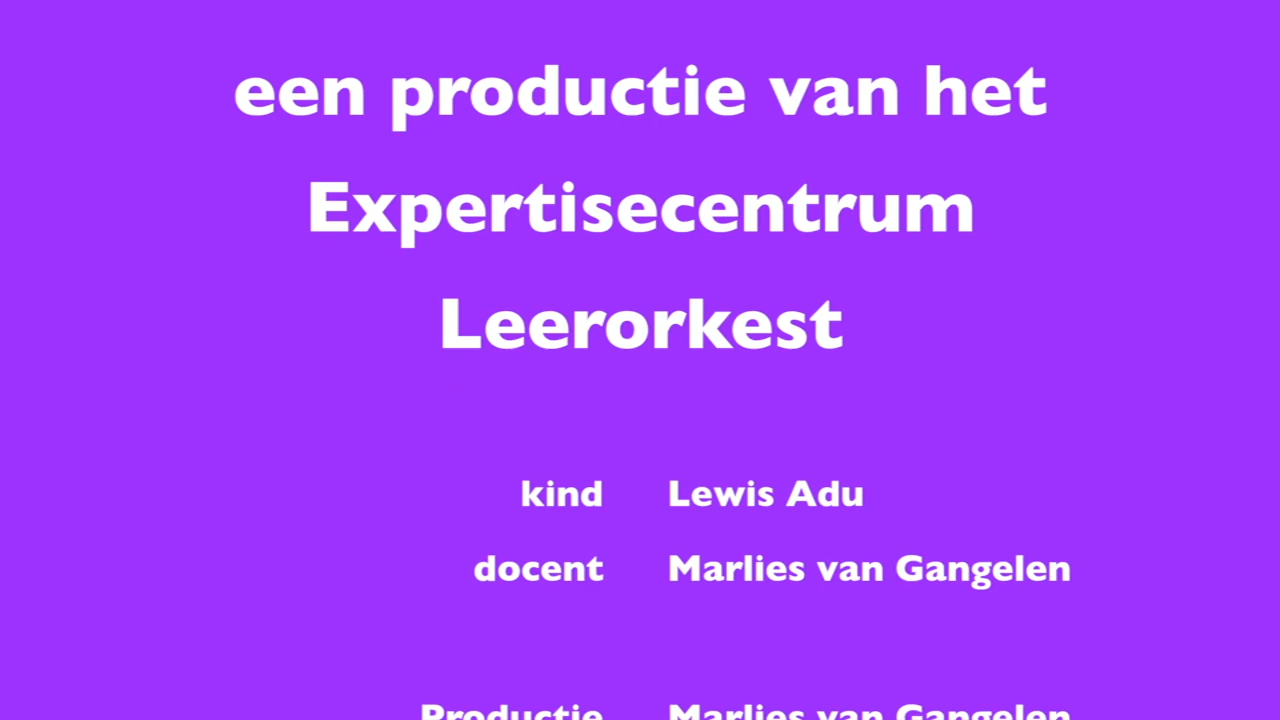 een productie van het
Expertisecentrum
Leerorkest
kind Lewis Adu
docent Marlies van Gangelen
Productie Marlies van Gangelen